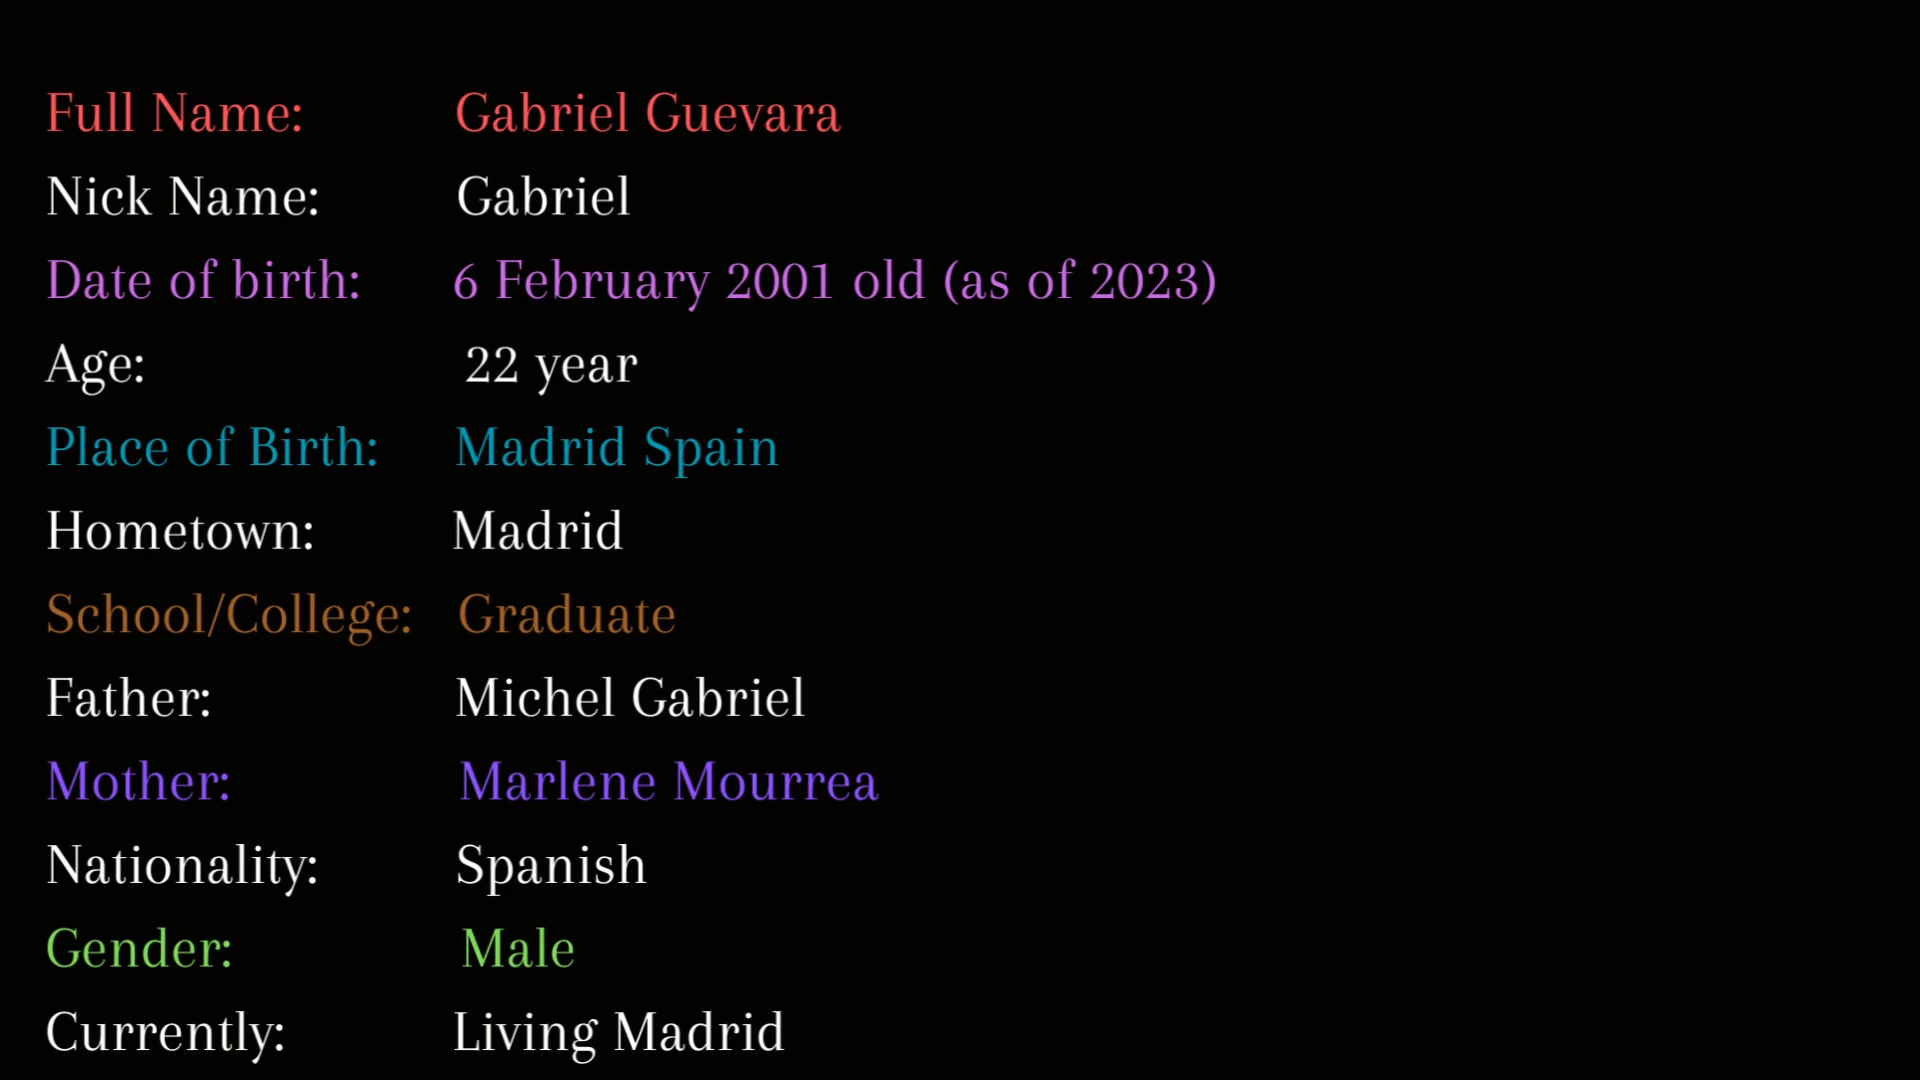 Full Name: Gabriel Guevara
Nick Name: Gabriel
Date of birth: 6 February 2001 old (as of 2023)
Age: 22 year
Place of Birth: Madrid Spain
Hometown: Madrid
School/College: Graduate
Father: Michel Gabriel
Mother: Marlene Mourrea
Nationality: Spanish
Gender: Male
Currently: Living Madrid